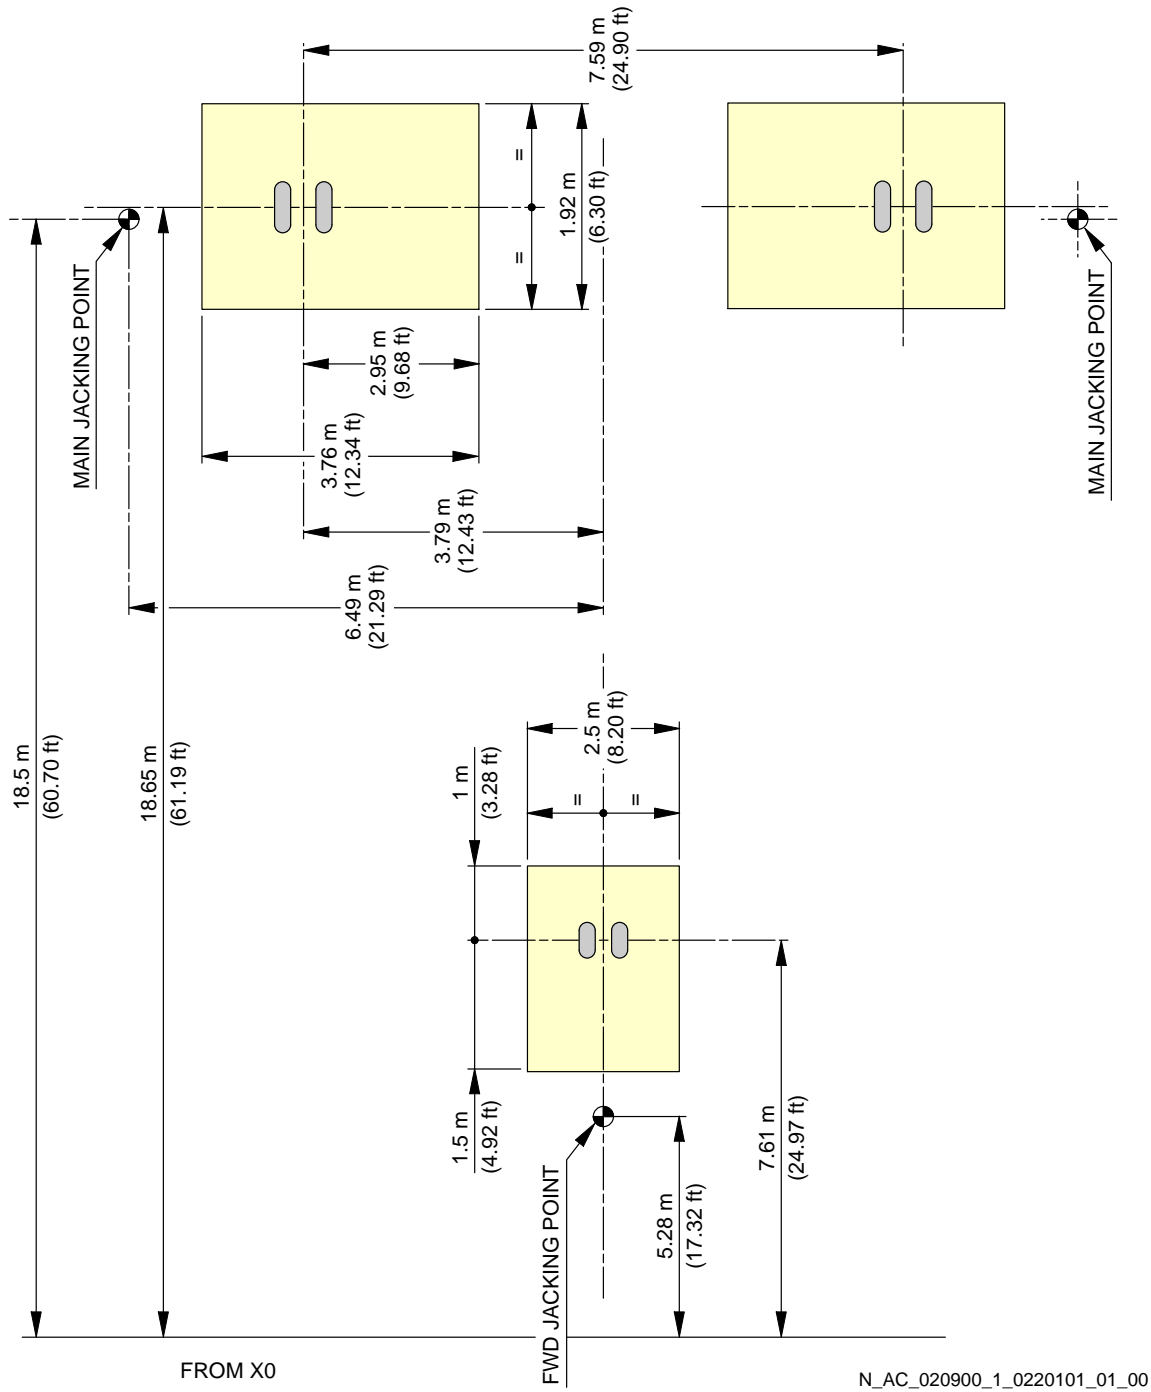 7.59 m
(24.90 ft)
=
=
1.92 m
(6.30 ft)
MAIN JACKING POINT
MAIN JACKING POINT
2.95 m
(9.68 ft)
3.76 m
(12.34 ft)
3.79 m
(12.43 ft)
6.49 m
(21.29 ft)
18.5 m
(60.70 ft)
18.65 m
(61.19 ft)
2.5 m
(8.20 ft)
1 m
(3.28 ft)
=
=
1.5 m
(4.92 ft)
7.61 m
(24.97 ft)
5.28 m
(17.32 ft)
FWD JACKING POINT
FROM X0
N_AC_020900_1_0220101_01_00